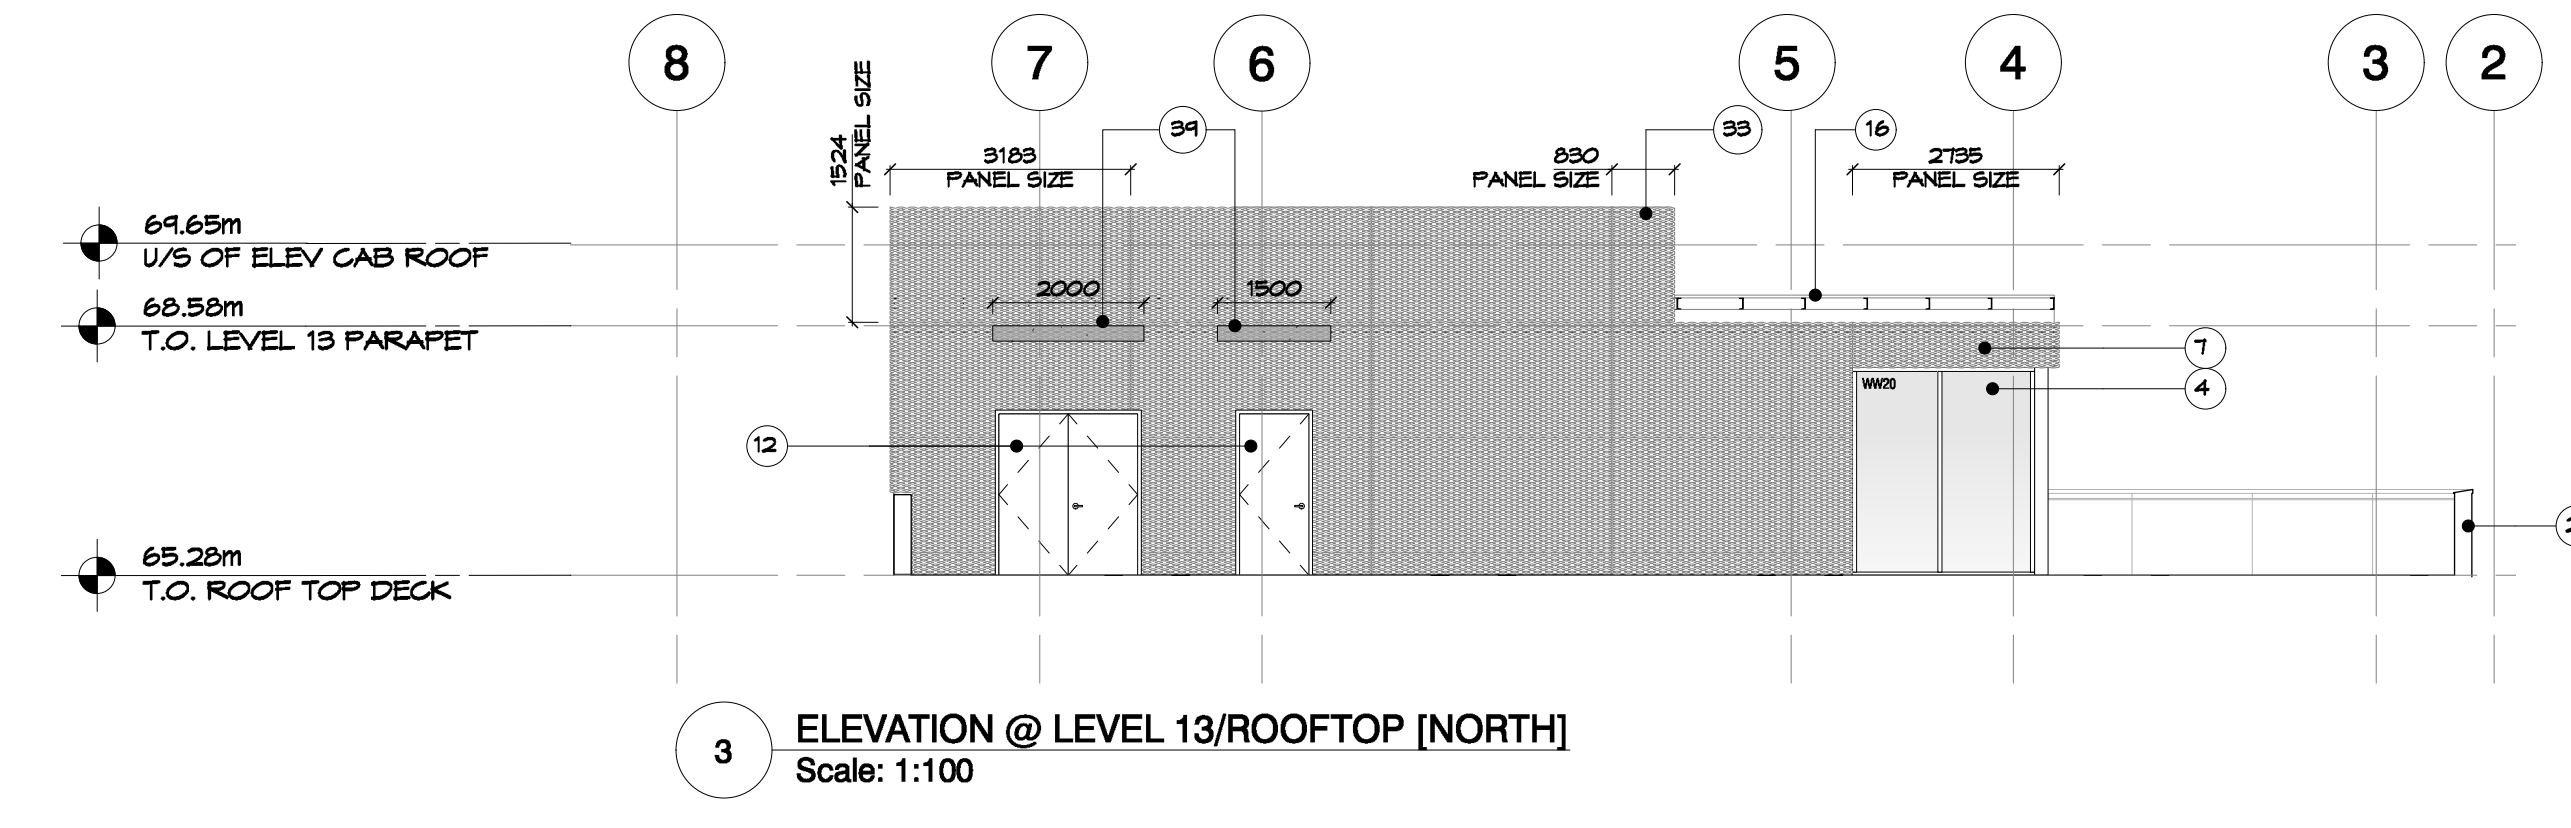 8
7
6
5
4
3
2
39
33
16
1524
PANEL SIZE
3183
PANEL SIZE
830
PANEL SIZE
2735
PANEL SIZE
69.65m
U/S OF ELEV CAB ROOF
2000
1500
68.58m
T.O. LEVEL 13 PARAPET
7
WW20
4
12
65.28m
T.O. ROOF TOP DECK
3
ELEVATION @ LEVEL 13/ROOFTOP [NORTH]
Scale: 1:100